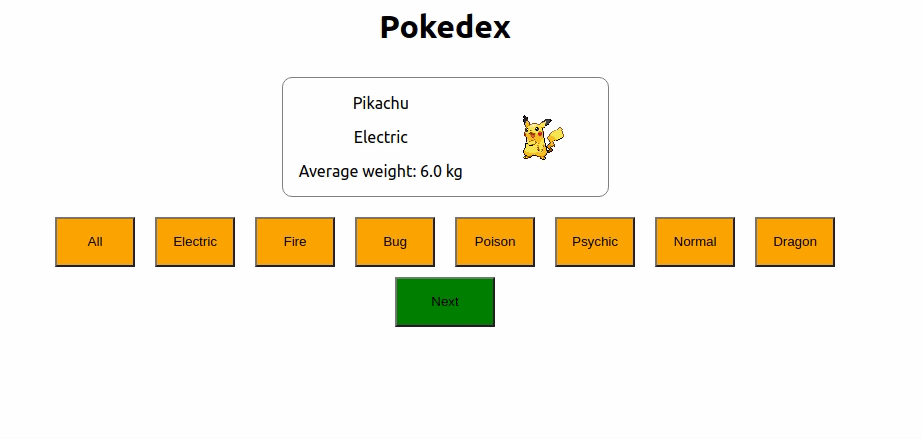 Pokedex
Pikachu
Electric
Average weight: 6.0 kg
All Electric Fire Bug Poison Psychic Normal Dragon
Next